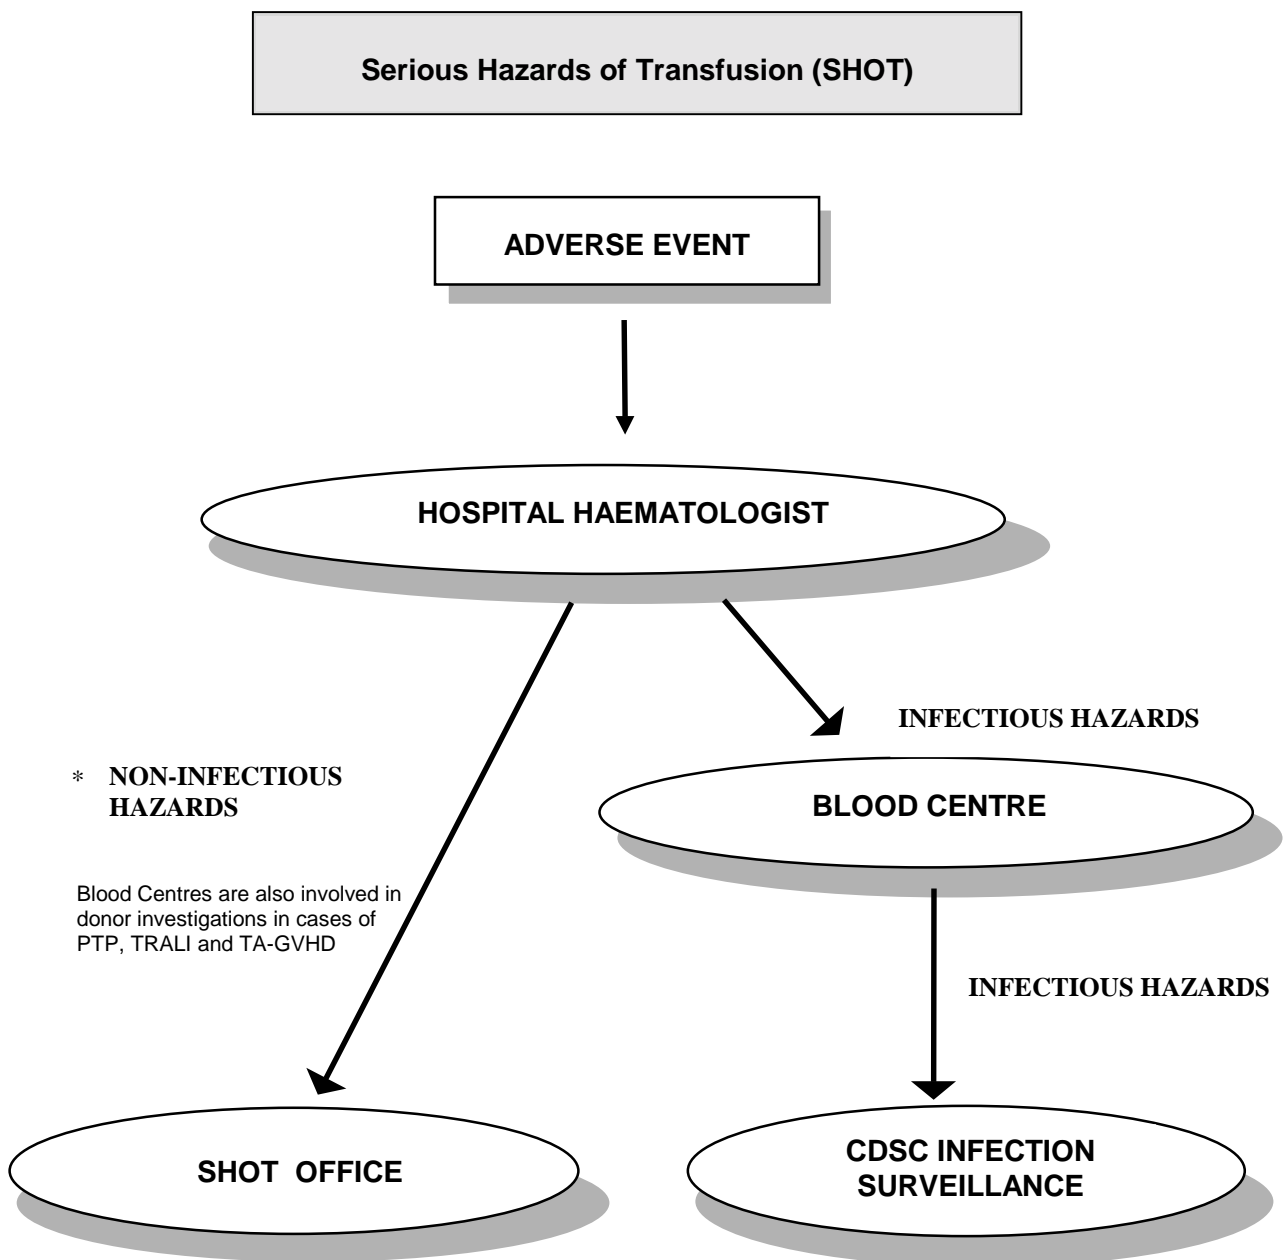 Serious Hazards of Transfusion (SHOT)
ADVERSE EVENT
HOSPITAL HAEMATOLOGIST
INFECTIOUS HAZARDS
* NON-INFECTIOUS
HAZARDS
BLOOD CENTRE
Blood Centres are also involved in
donor investigations in cases of
PTP, TRALI and TA-GVHD
INFECTIOUS HAZARDS
SHOT OFFICE
CDSC INFECTION
SURVEILLANCE